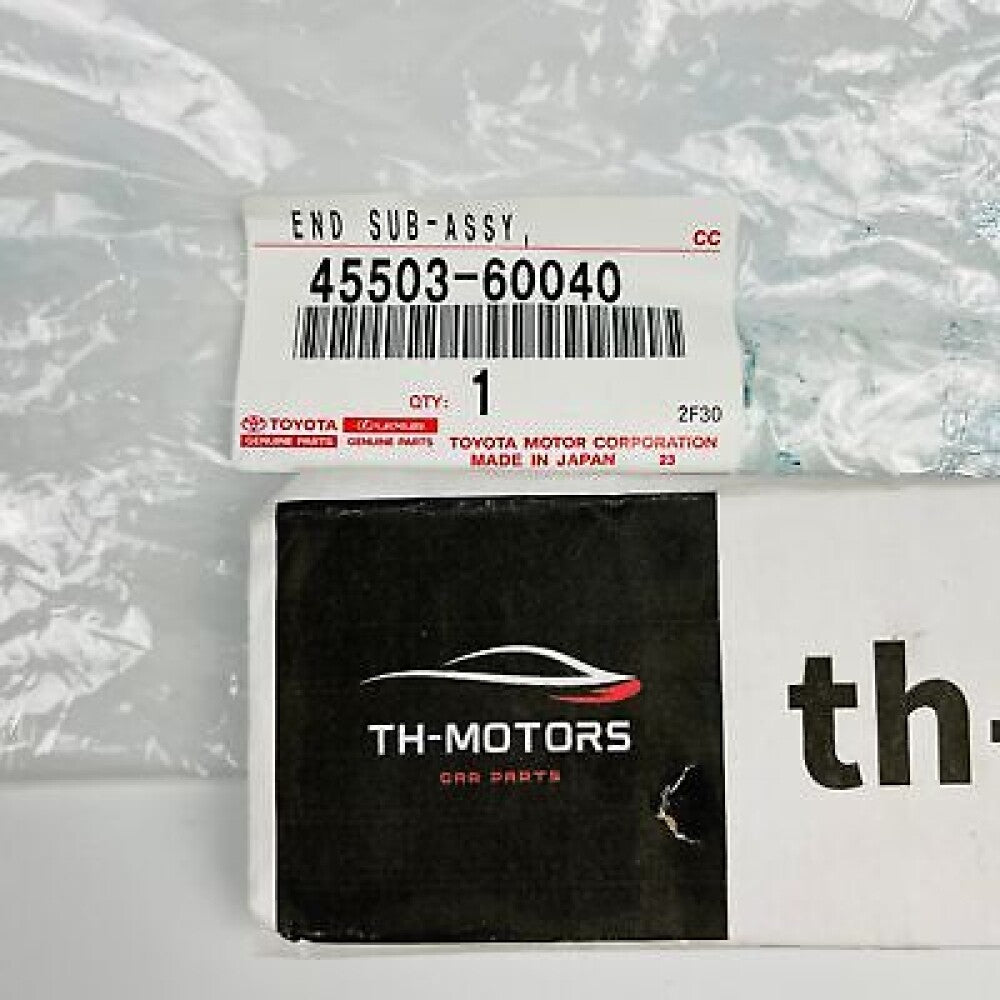 END SUB-ASSY,
CC
45503-60040
QTY: 1
2F30
TOYOTA LEXUS
GENUINE PARTS GENUINE PARTS TOYOTA MOTOR CORPORATION
MADE IN JAPAN 23
TH-MOTORS
CAR PARTS
th-